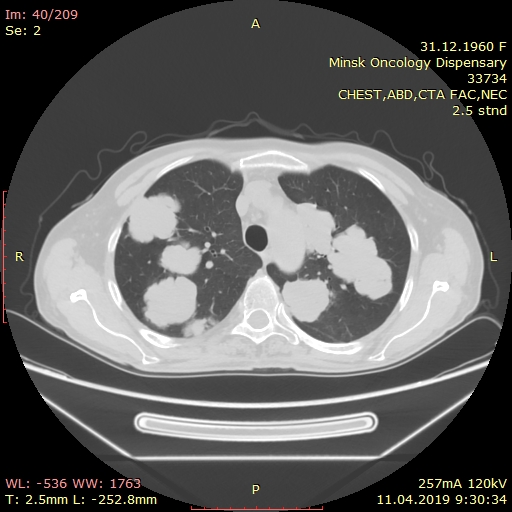 Im: 40/209
Se: 2
A
31.12.1960 F
Minsk Oncology Dispensary
33734
CHEST,ABD,CTA FAC,NEC
2.5 stnd
R
L
WL: -536 WW: 1763
T: 2.5mm L: -252.8mm
P
257mA 120kV
11.04.2019 9:30:34